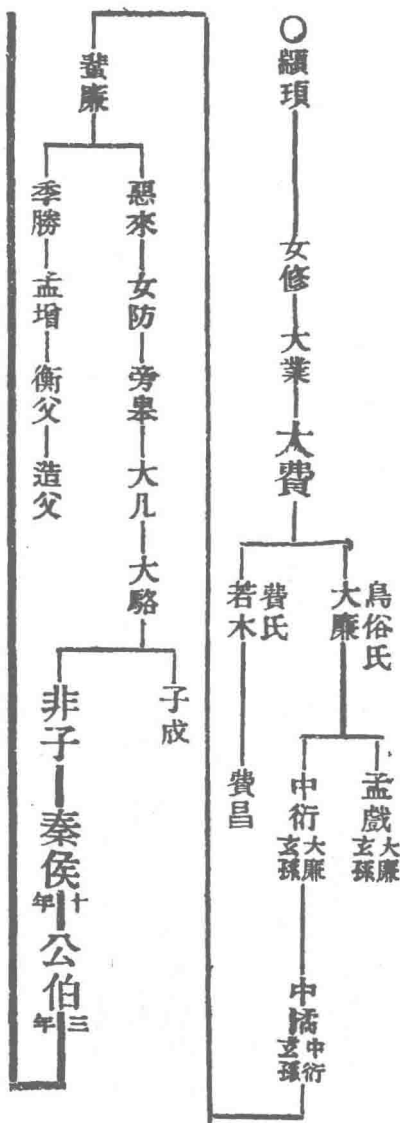 ○顓頊
女修
大業
大費
鳥俗氏
大廉
孟戲
大廉
玄孫
中衍
大廉
玄孫
中潏
中衍
玄孫
費氏
若木
費昌
蜚廉
惡來
女防
旁皋
大几
大駱
子成
非子
秦侯
十年
公伯
三年
季勝
孟增
衡父
造父